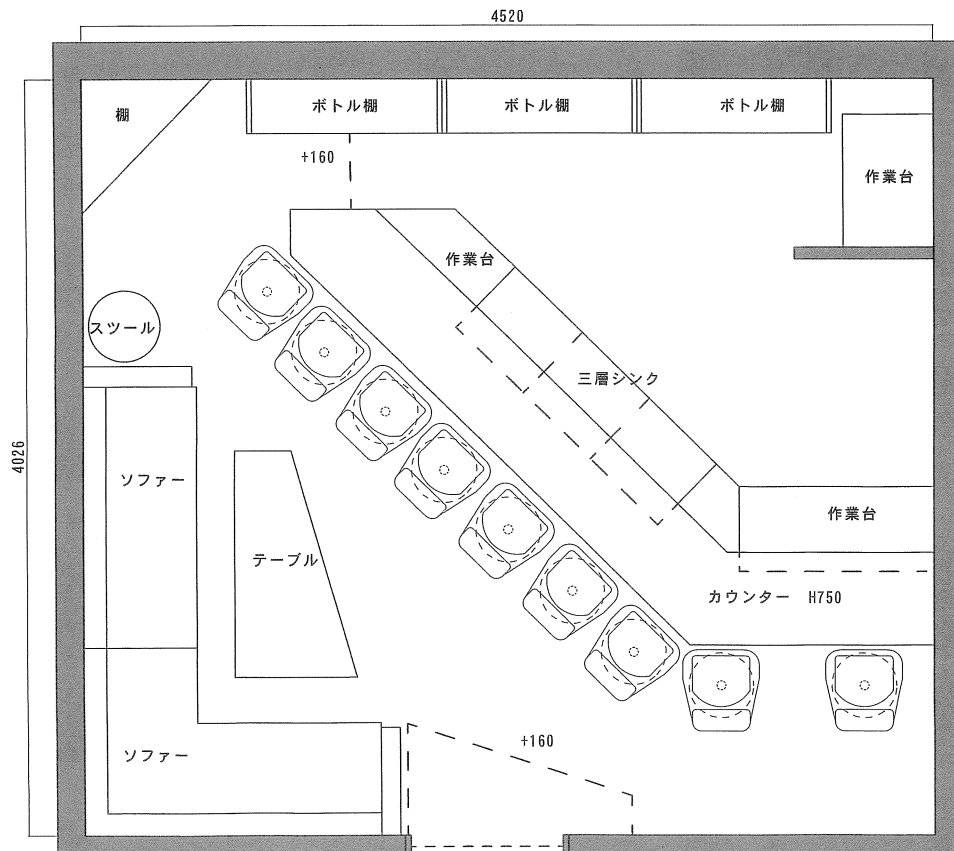 4520
棚
ボトル棚
ボトル棚
ボトル棚
+160
作業台
作業台
スツール
三層シンク
4026
ソファー
作業台
テーブル
カウンター H750
+160
ソファー